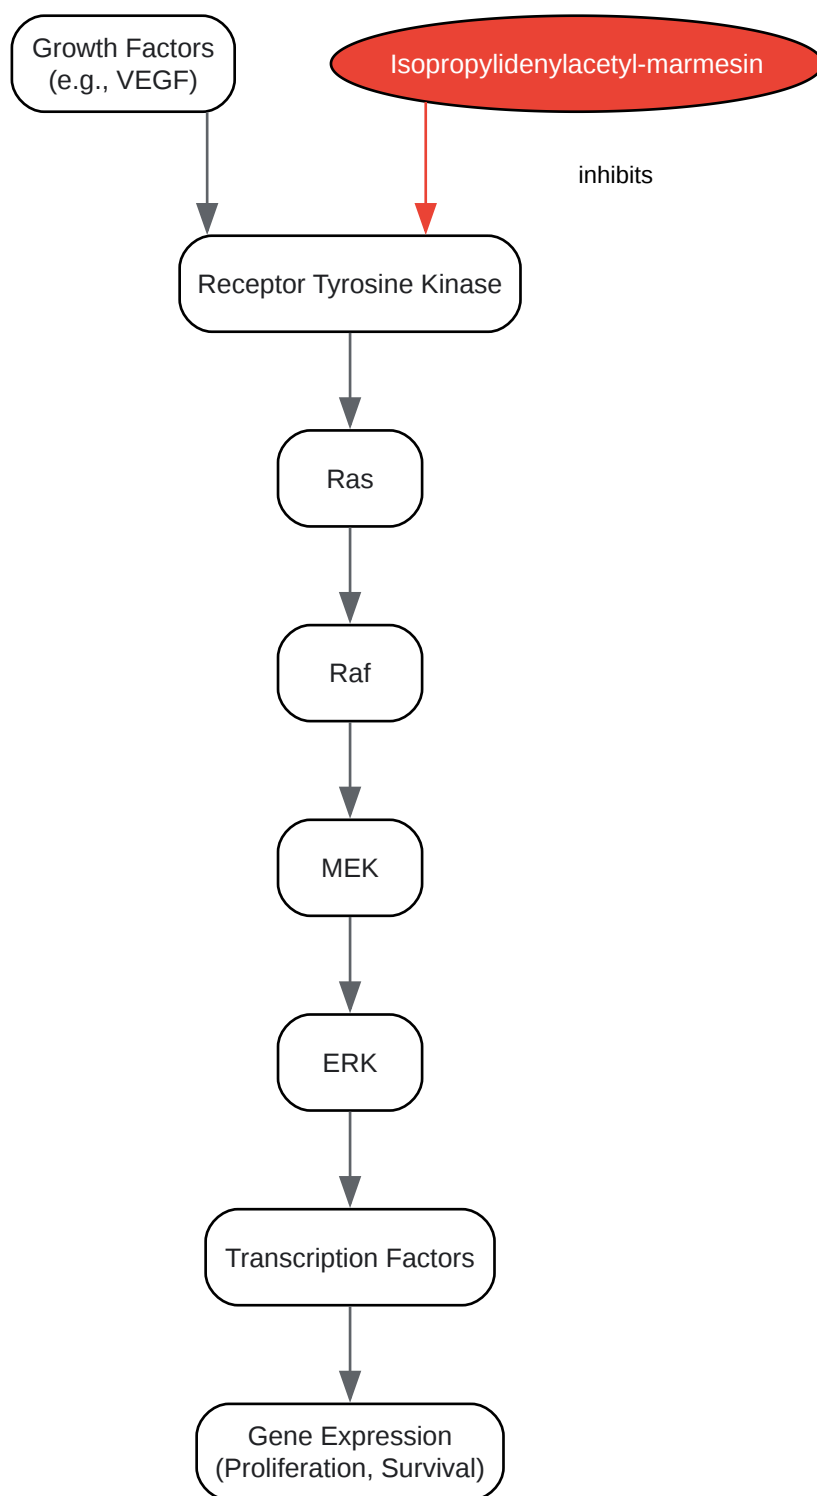 Growth Factors
(e.g., VEGF)
Isopropylidenylacetyl-marmesin
inhibits
Receptor Tyrosine Kinase
Ras
Raf
MEK
ERK
Transcription Factors
Gene Expression
(Proliferation, Survival)